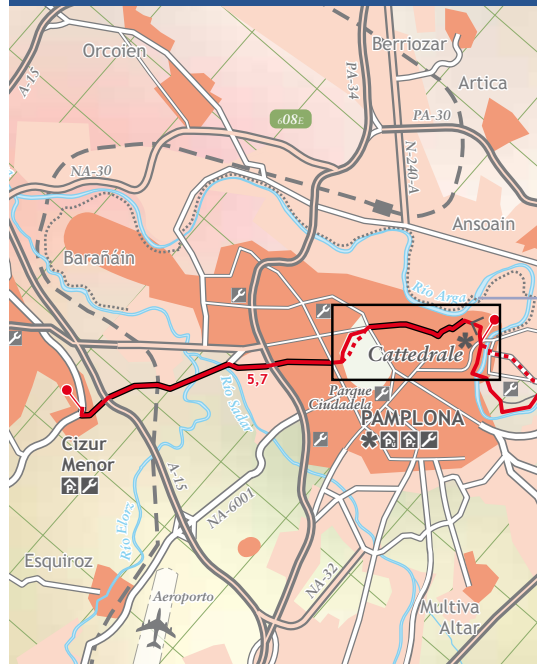 Orcoien
Berriozar
A-15
PA-34
Artica
608E
PA-30
NA-30
N-240-A
Ansoain
Barañáin
Río Arga
Cattedrale
5,7
Río Sadar
Parque
Ciudadela
PAMPLONA
Cizur
Menor
A-15
NA-6001
Río Elorz
Esquiroz
NA-32
Aeroporto
Multiva
Altar